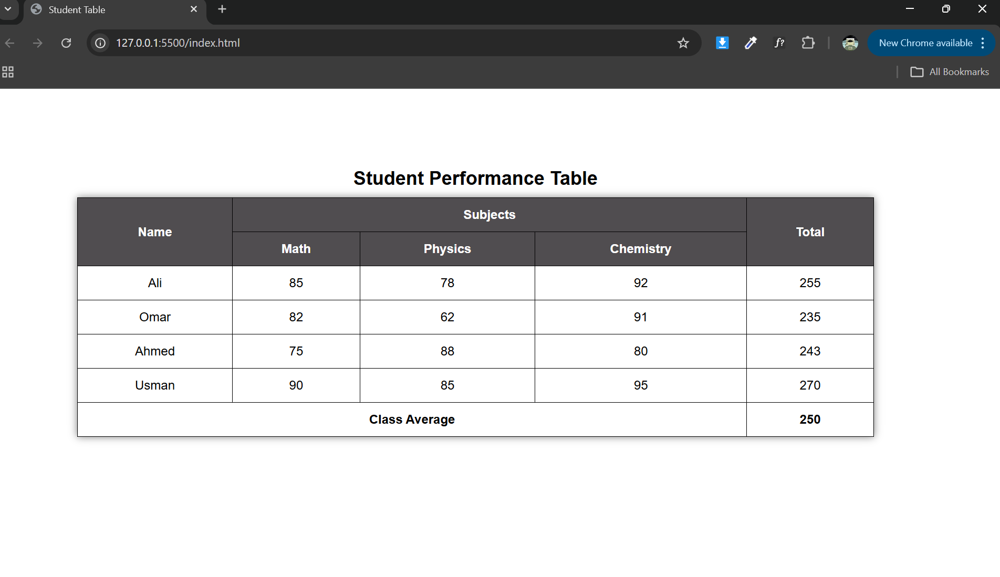 Student Table
127.0.0.1:5500/index.html
f?
New Chrome available
All Bookmarks
Student Performance Table
Name Subjects Total
Math Physics Chemistry
Ali 85 78 92 255
Omar 82 62 91 235
Ahmed 75 88 80 243
Usman 90 85 95 270
Class Average 250